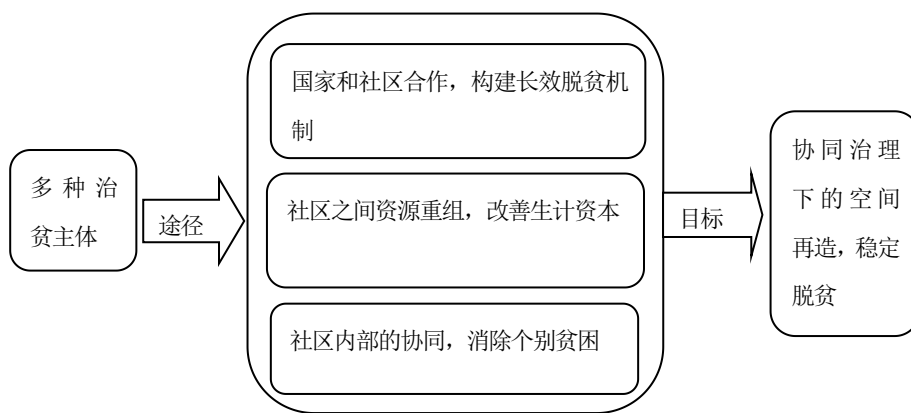 多种治
贫主体
途径
国家和社区合作，构建长效脱贫机
制
社区之间资源重组，改善生计资本
社区内部的协同，消除个别贫困
目标
协同治理
下的空间
再造，稳定
脱贫